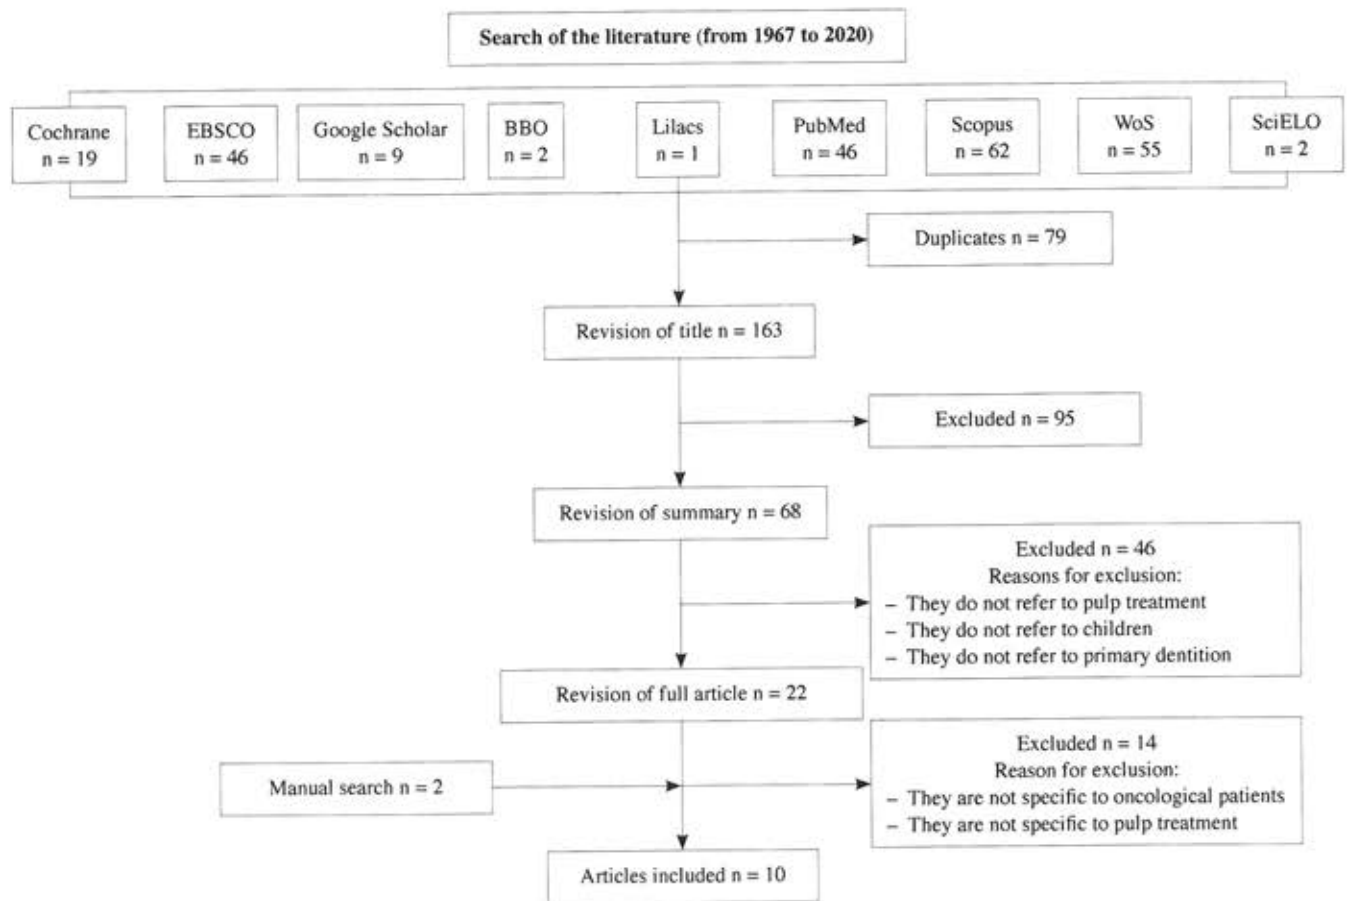 Search of the literature (from 1967 to 2020)
Cochrane
n = 19
EBSCO
n = 46
Google Scholar
n = 9
BBO
n = 2
Lilacs
n = 1
PubMed
n = 46
Scopus
n = 62
WoS
n = 55
SciELO
n = 2
Duplicates n = 79
Revision of title n = 163
Excluded n = 95
Revision of summary n = 68
Excluded n = 46
Reasons for exclusion:
– They do not refer to pulp treatment
– They do not refer to children
– They do not refer to primary dentition
Revision of full article n = 22
Excluded n = 14
Reason for exclusion:
– They are not specific to oncological patients
– They are not specific to pulp treatment
Manual search n = 2
Articles included n = 10